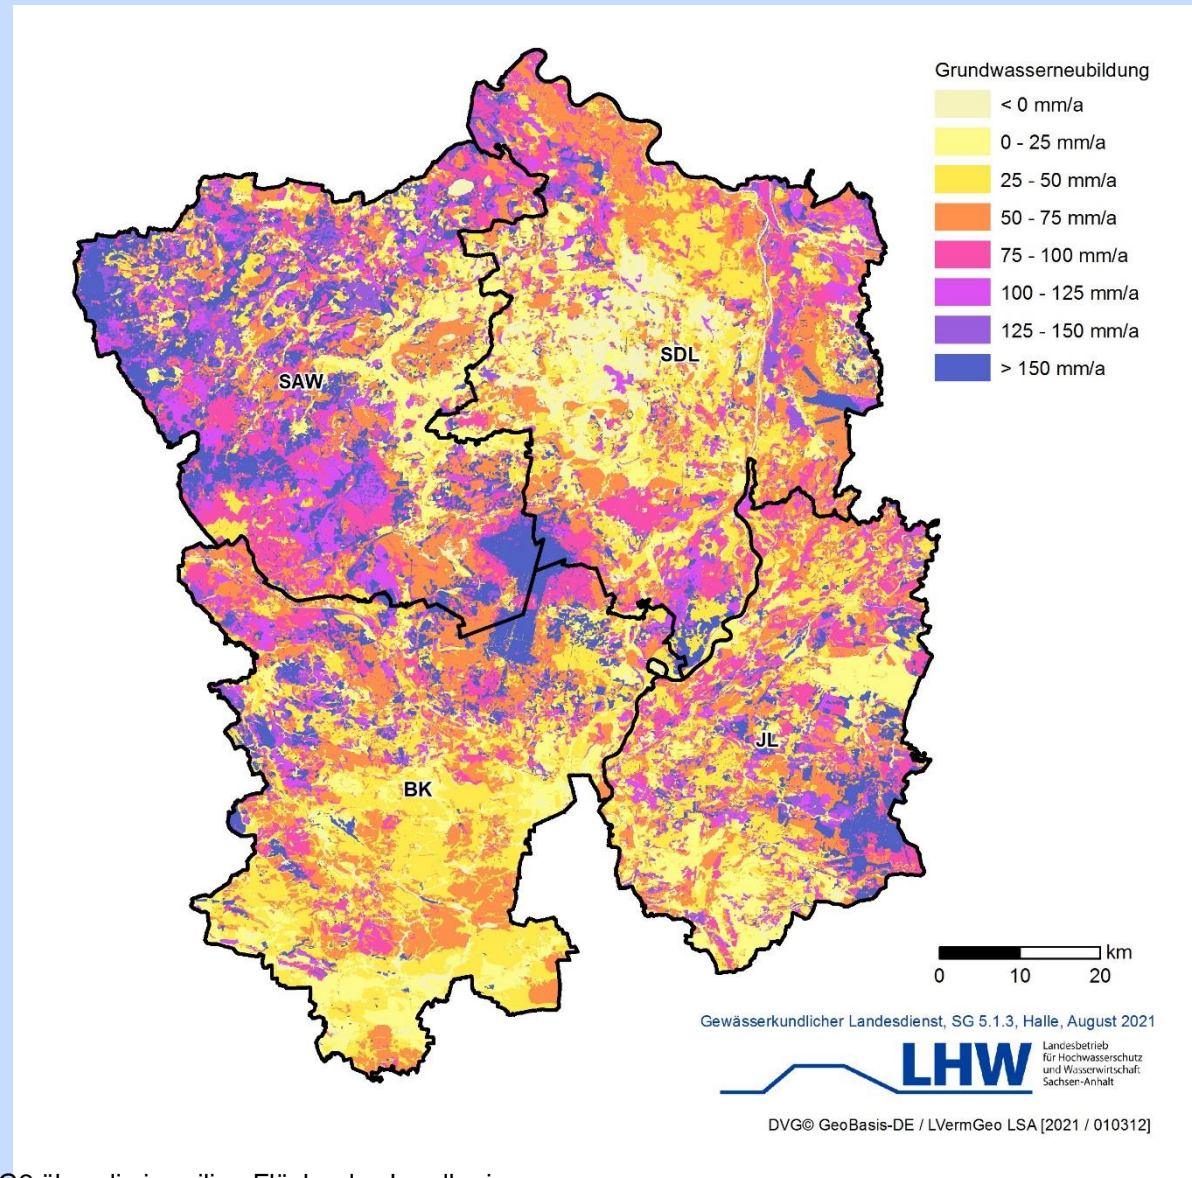 Grundwasserneubildung
< 0 mm/a
0 - 25 mm/a
25 - 50 mm/a
50 - 75 mm/a
75 - 100 mm/a
100 - 125 mm/a
125 - 150 mm/a
> 150 mm/a
SDL
SAW
JL
BK
km
0 10 20
Gewässerkundlicher Landesdienst, SG 5.1.3, Halle, August 2021
LHW
Landesbetrieb
für Hochwasserschutz
und Wasserwirtschaft
Sachsen-Anhalt
DVG© GeoBasis-DE / LVermGeo LSA [2021 / 010312]